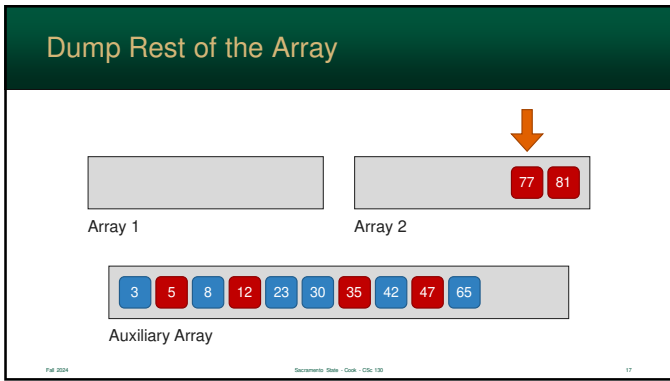 Dump Rest of the Array
77 81
Array 1 Array 2
3 5 8 12 23 30 35 42 47 65
Auxiliary Array
Fall 2024 Sacramento State - Cook - CSc 130 17